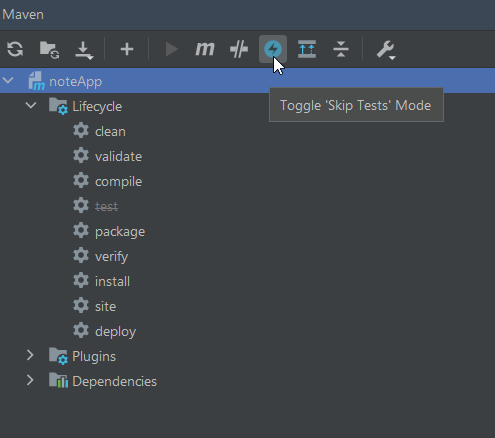 Maven
noteApp
Toggle 'Skip Tests' Mode
Lifecycle
clean
validate
compile
test
package
verify
install
site
deploy
Plugins
Dependencies